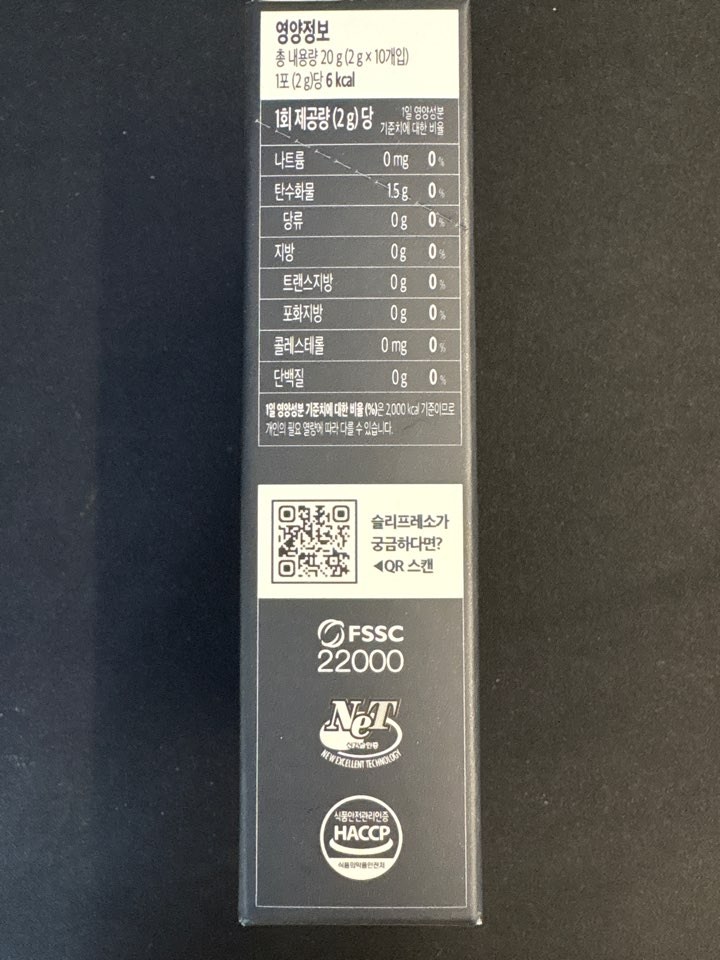 영양정보
총 내용량 20 g (2 g × 10개입)
1포 (2 g)당 6 kcal
1회 제공량 (2 g) 당 1일 영양성분 기준치에 대한 비율
나트륨 0 mg 0 %
탄수화물 1.5 g 0 %
당류 0 g 0 %
지방 0 g 0 %
트랜스지방 0 g 0 %
포화지방 0 g 0 %
콜레스테롤 0 mg 0 %
단백질 0 g 0 %
1일 영양성분 기준치에 대한 비율 (%)은 2,000 kcal 기준이므로
개인의 필요 열량에 따라 다를 수 있습니다.
슬리프레소가
궁금하다면?
◀QR 스캔
FSSC
22000
NeT
신기술인증
NEW EXCELLENT TECHNOLOGY
식품안전관리인증
HACCP
식품의약품안전처